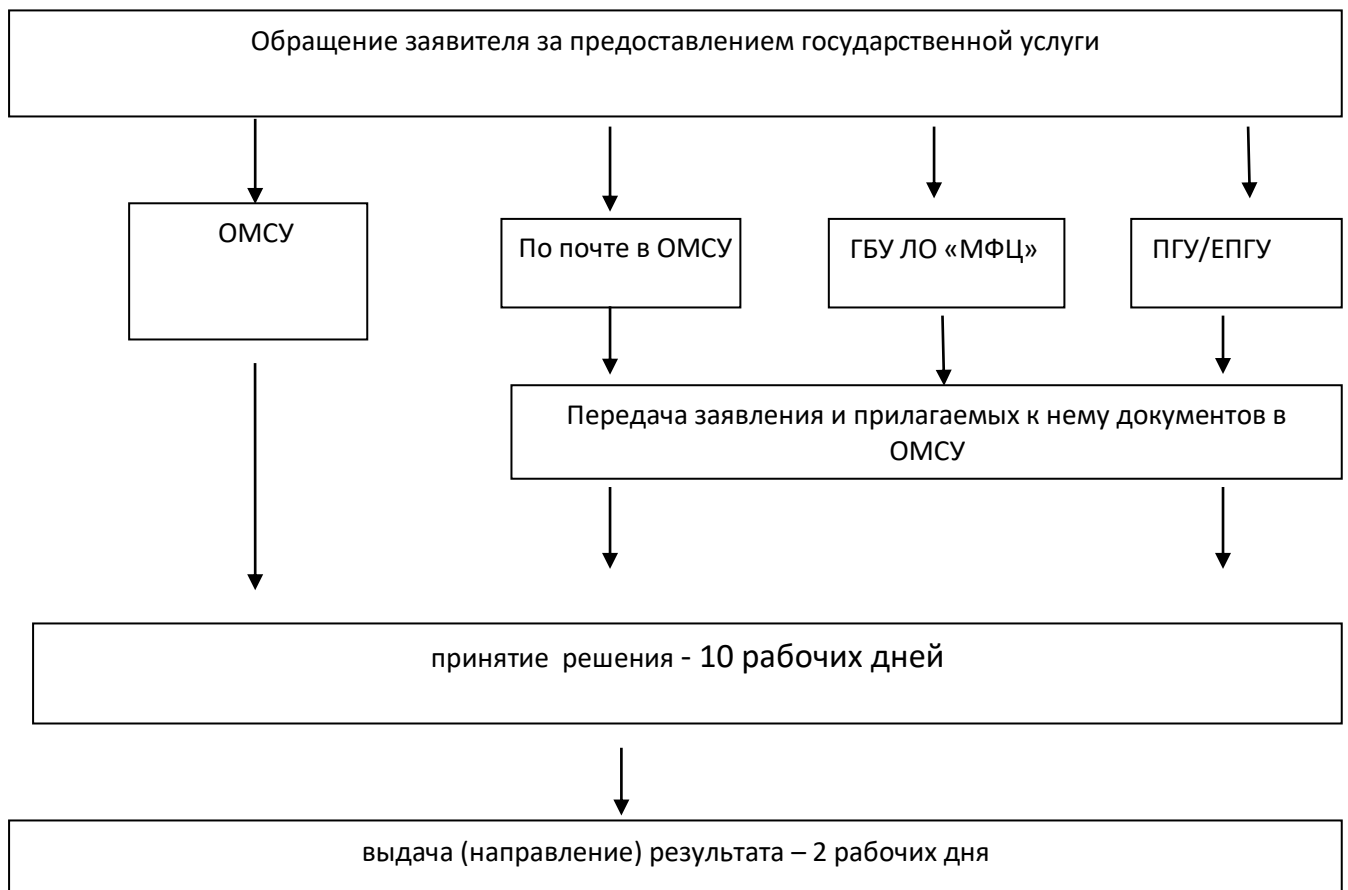 Обращение заявителя за предоставлением государственной услуги
ОМСУ
По почте в ОМСУ
ГБУ ЛО «МФЦ»
ПГУ/ЕПГУ
Передача заявления и прилагаемых к нему документов в
ОМСУ
принятие решения - 10 рабочих дней
выдача (направление) результата – 2 рабочих дня